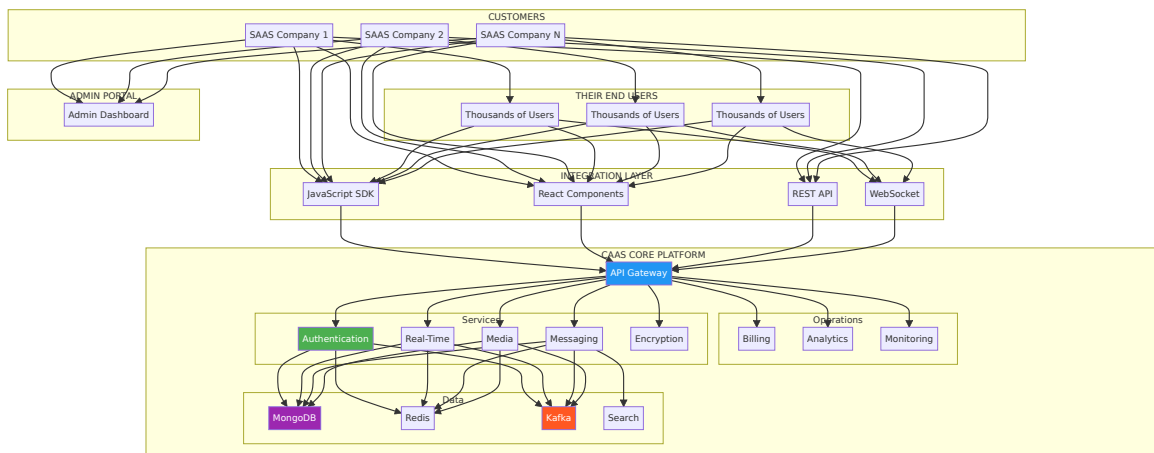 CUSTOMERS
SAAS Company 1
SAAS Company 2
SAAS Company N
ADMIN PORTAL
Admin Dashboard
THEIR END USERS
Thousands of Users
Thousands of Users
Thousands of Users
INTEGRATION LAYER
JavaScript SDK
React Components
REST API
WebSocket
CAAS CORE PLATFORM
API Gateway
Services
Authentication
Real-Time
Media
Messaging
Encryption
Operations
Billing
Analytics
Monitoring
Data
MongoDB
Redis
Kafka
Search